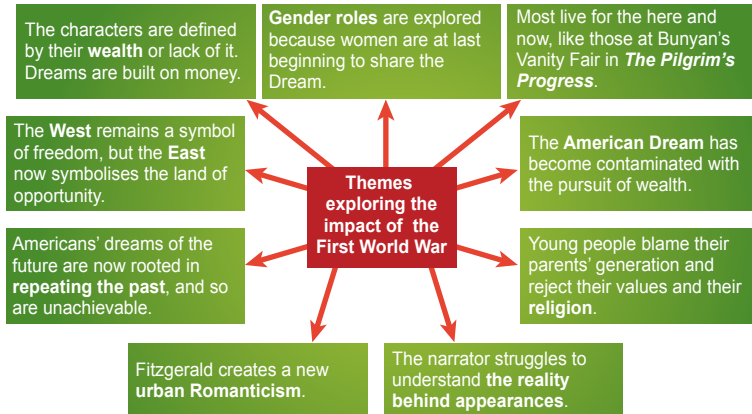 The characters are defined
by their wealth or lack of it.
Dreams are built on money.
Gender roles are explored
because women are at last
beginning to share the
Dream.
Most live for the here and
now, like those at Bunyan’s
Vanity Fair in The Pilgrim’s
Progress.
The West remains a symbol
of freedom, but the East
now symbolises the land of
opportunity.
Themes
exploring the
impact of the
First World War
The American Dream has
become contaminated with
the pursuit of wealth.
Americans’ dreams of the
future are now rooted in
repeating the past, and so
are unachievable.
Young people blame their
parents’ generation and
reject their values and their
religion.
Fitzgerald creates a new
urban Romanticism.
The narrator struggles to
understand the reality
behind appearances.